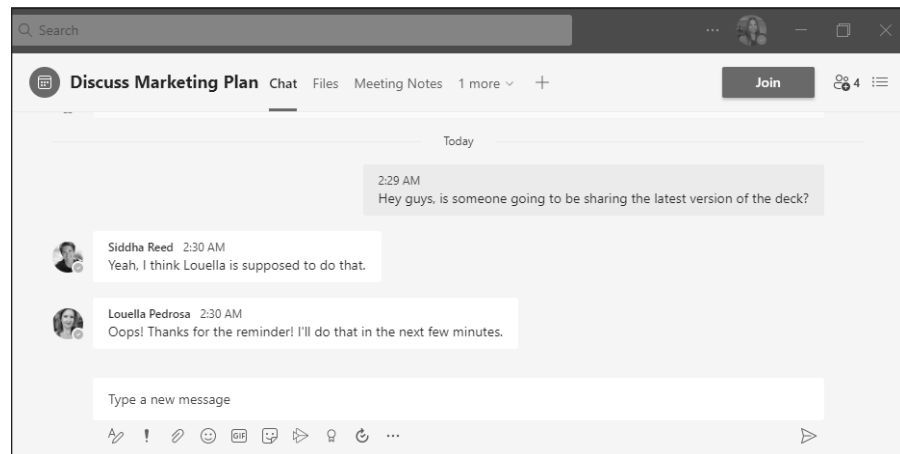 Search
Discuss Marketing Plan Chat Files Meeting Notes 1 more Join 4
Today
2:29 AM
Hey guys, is someone going to be sharing the latest version of the deck?
Siddha Reed 2:30 AM
Yeah, I think Louella is supposed to do that.
Louella Pedrosa 2:30 AM
Oops! Thanks for the reminder! I'll do that in the next few minutes.
Type a new message
GIF